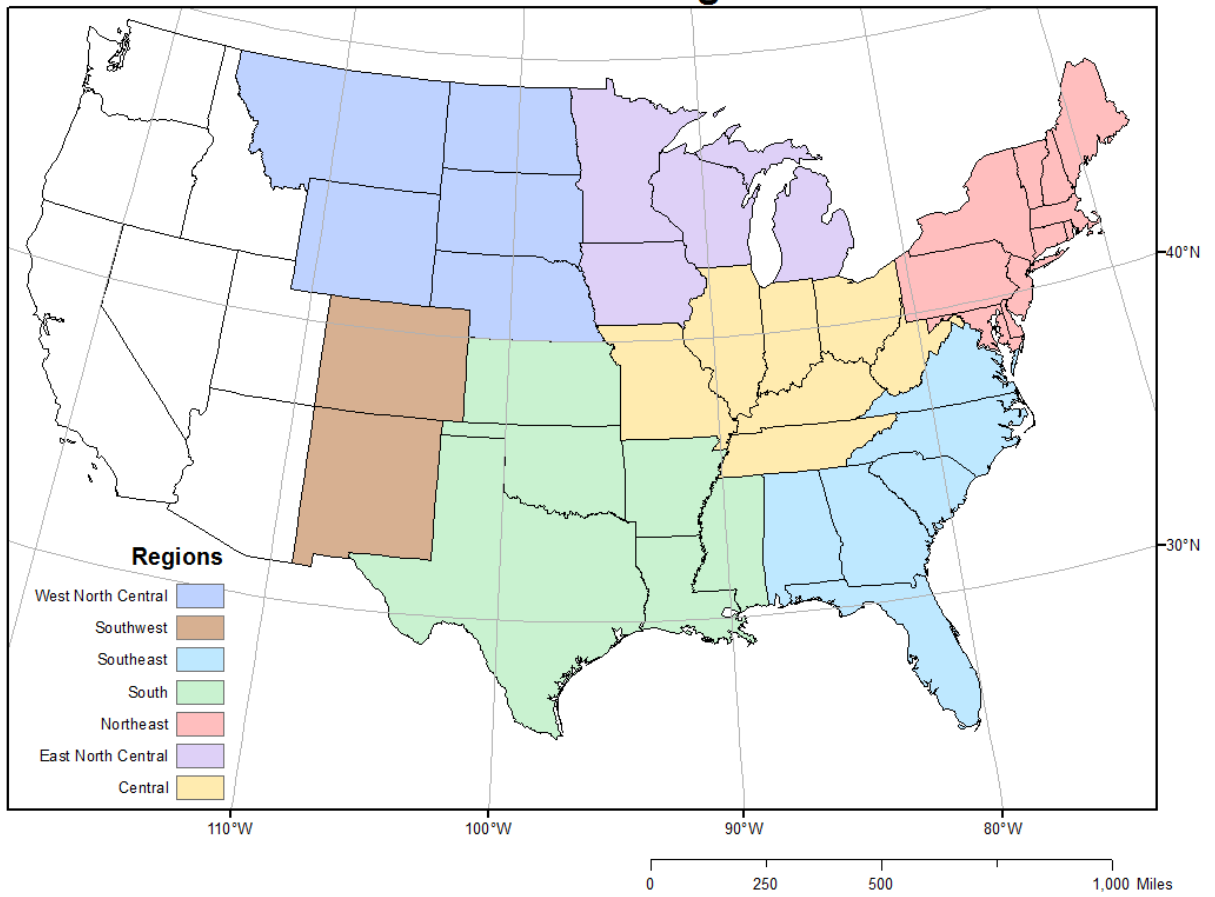 40°N
30°N
Regions
West North Central
Southwest
Southeast
South
Northeast
East North Central
Central
110°W
100°W
90°W
80°W
0
250
500
1,000 Miles